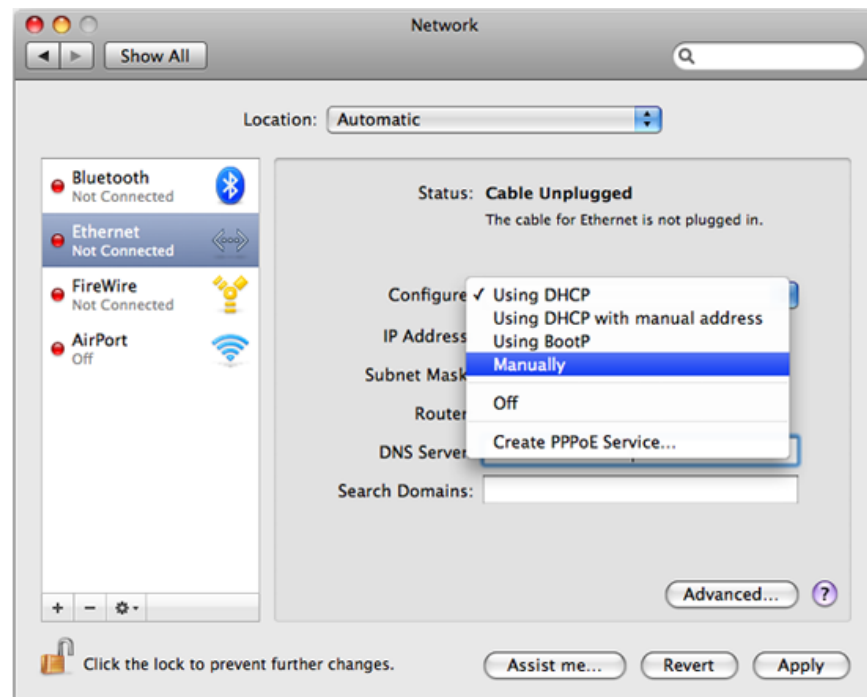 Network
Show All
Location: Automatic
Bluetooth
Not Connected
Ethernet
Not Connected
FireWire
Not Connected
AirPort
Off
Status: Cable Unplugged
The cable for Ethernet is not plugged in.
Configure ✓ Using DHCP
Using DHCP with manual address
IP Address
Using BootP
Manually
Subnet Mask
Off
Router
DNS Server
Create PPPoE Service...
Search Domains:
Advanced... ?
+ −
Click the lock to prevent further changes.
Assist me... Revert Apply